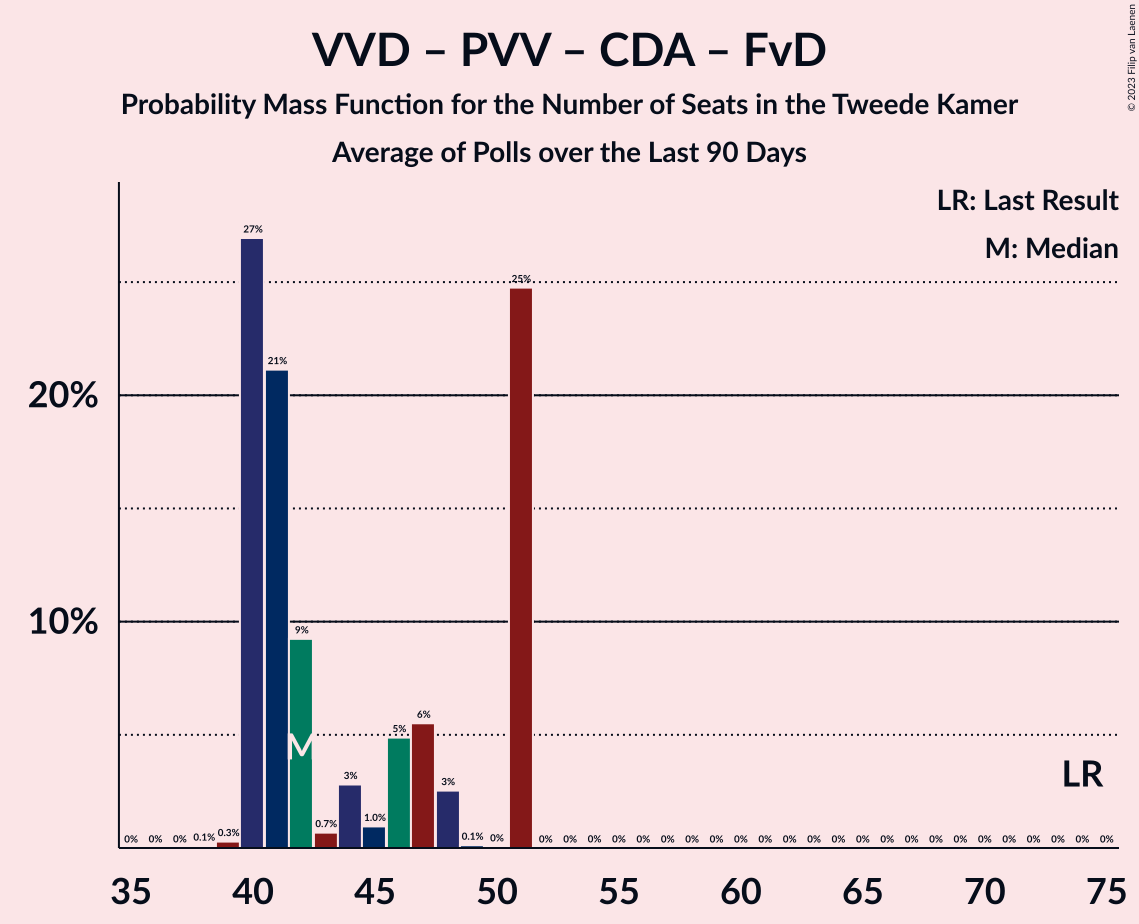 VVD – PVV – CDA – FvD
Probability Mass Function for the Number of Seats in the Tweede Kamer
Average of Polls over the Last 90 Days
© 2023 Filip van Laenen
LR: Last Result
M: Median
27%
25%
21%
20%
10%
9%
6%
5%
M
3%
3%
LR
0% 0% 0% 0.1% 0.3% 0.7% 1.0% 0.1% 0% 0% 0% 0% 0% 0% 0% 0% 0% 0% 0% 0% 0% 0% 0% 0% 0% 0% 0% 0% 0% 0% 0% 0% 0%
35 40 45 50 55 60 65 70 75